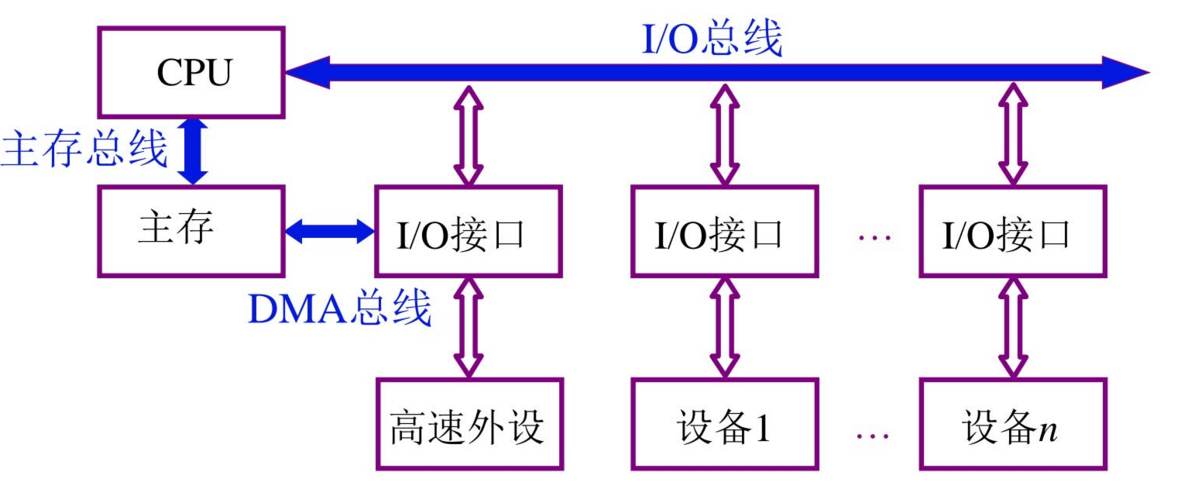 I/O总线
CPU
主存总线
主存
I/O接口
I/O接口
…
I/O接口
DMA总线
高速外设
设备1
…
设备n